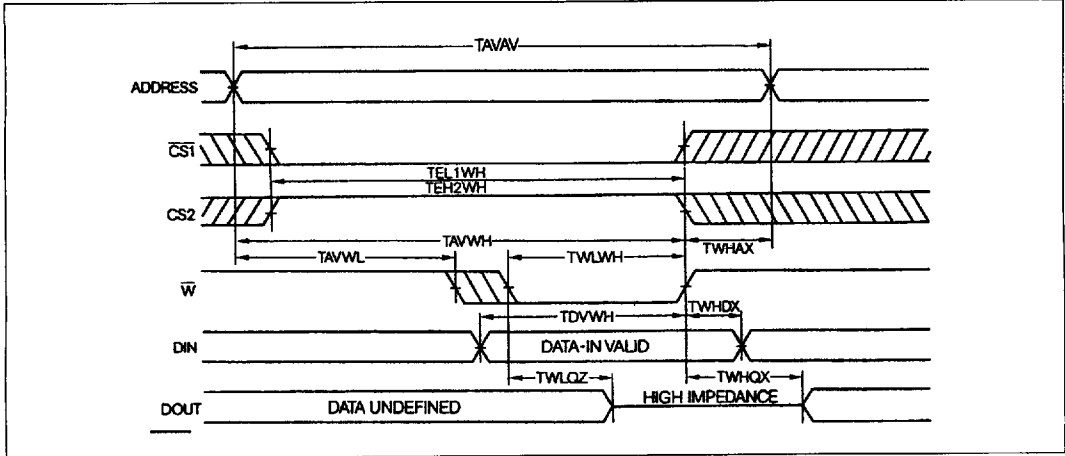 TAVAV
ADDRESS
CS1
TEL1WH
TEH2WH
CS2
TAVWH
TWHAX
TAVWL
TWLWH
W
TDVWH
TWHDX
DIN
DATA-IN VALID
TWLQZ
TWHQX
DOUT
DATA UNDEFINED
HIGH IMPEDANCE